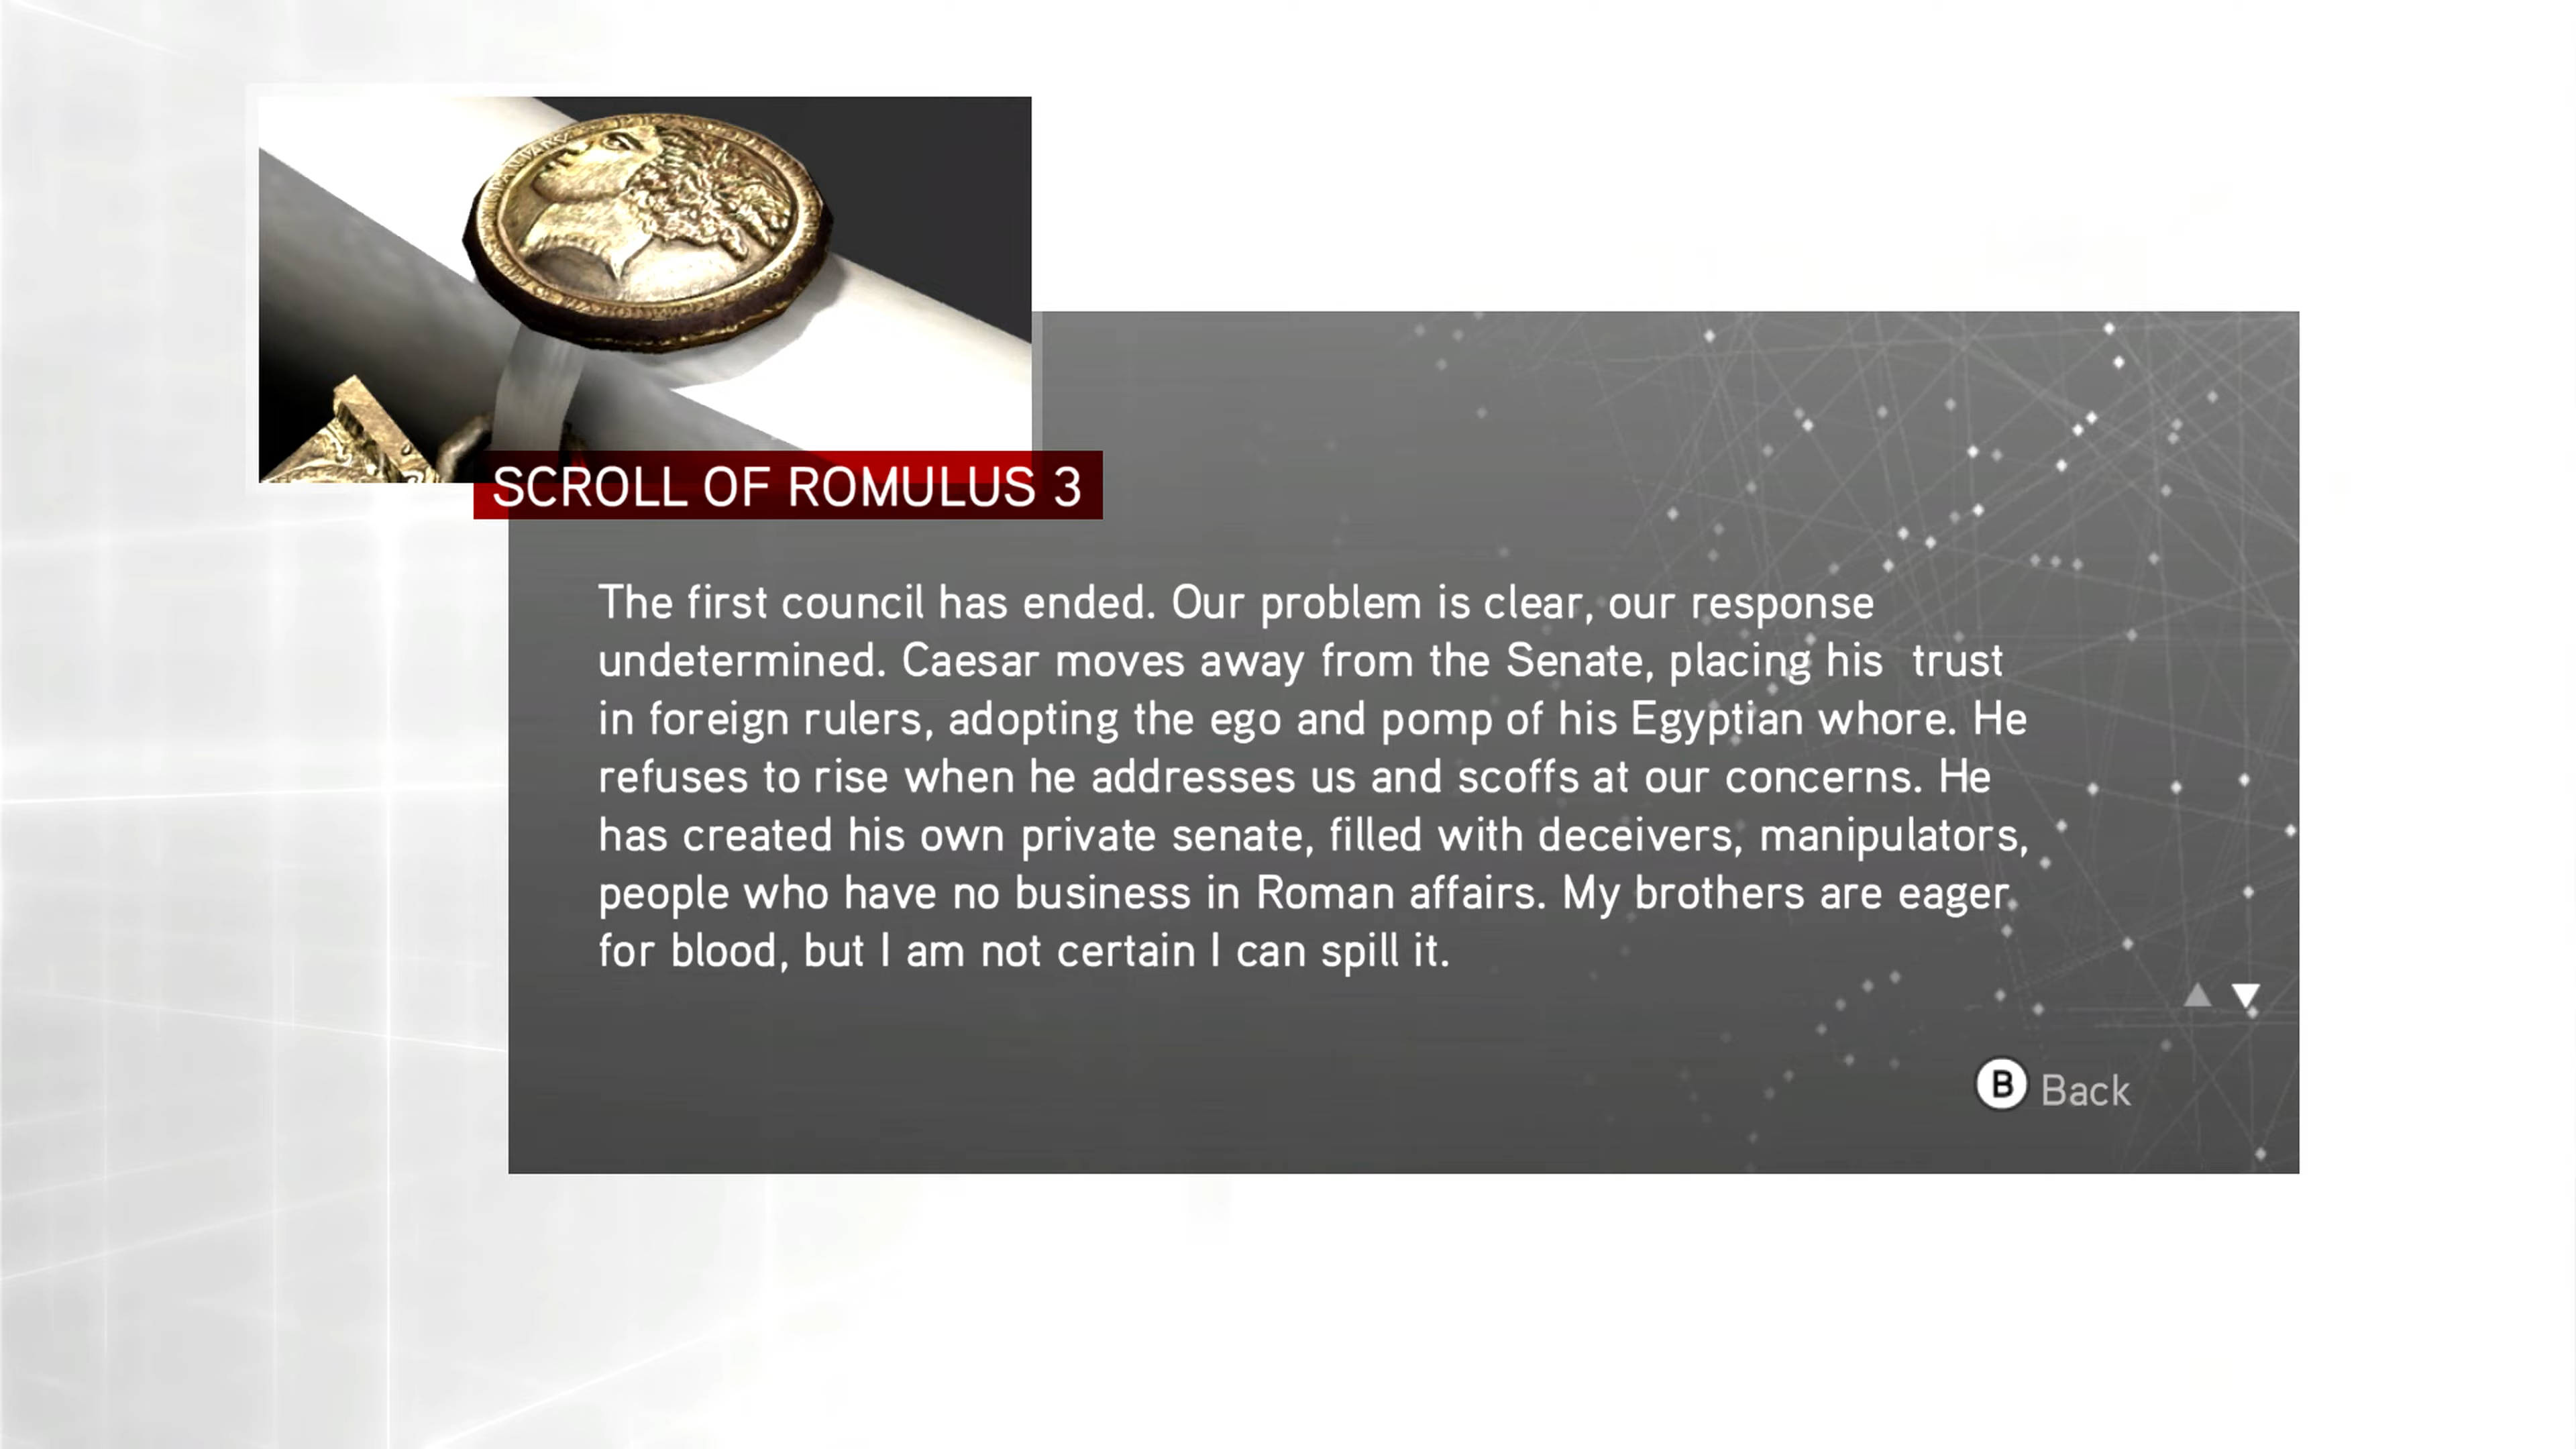 SCROLL OF ROMULUS 3
The first council has ended. Our problem is clear, our response
undetermined. Caesar moves away from the Senate, placing his  trust
in foreign rulers, adopting the ego and pomp of his Egyptian whore. He
refuses to rise when he addresses us and scoffs at our concerns. He
has created his own private senate, filled with deceivers, manipulators,
people who have no business in Roman affairs. My brothers are eager
for blood, but I am not certain I can spill it.
B Back